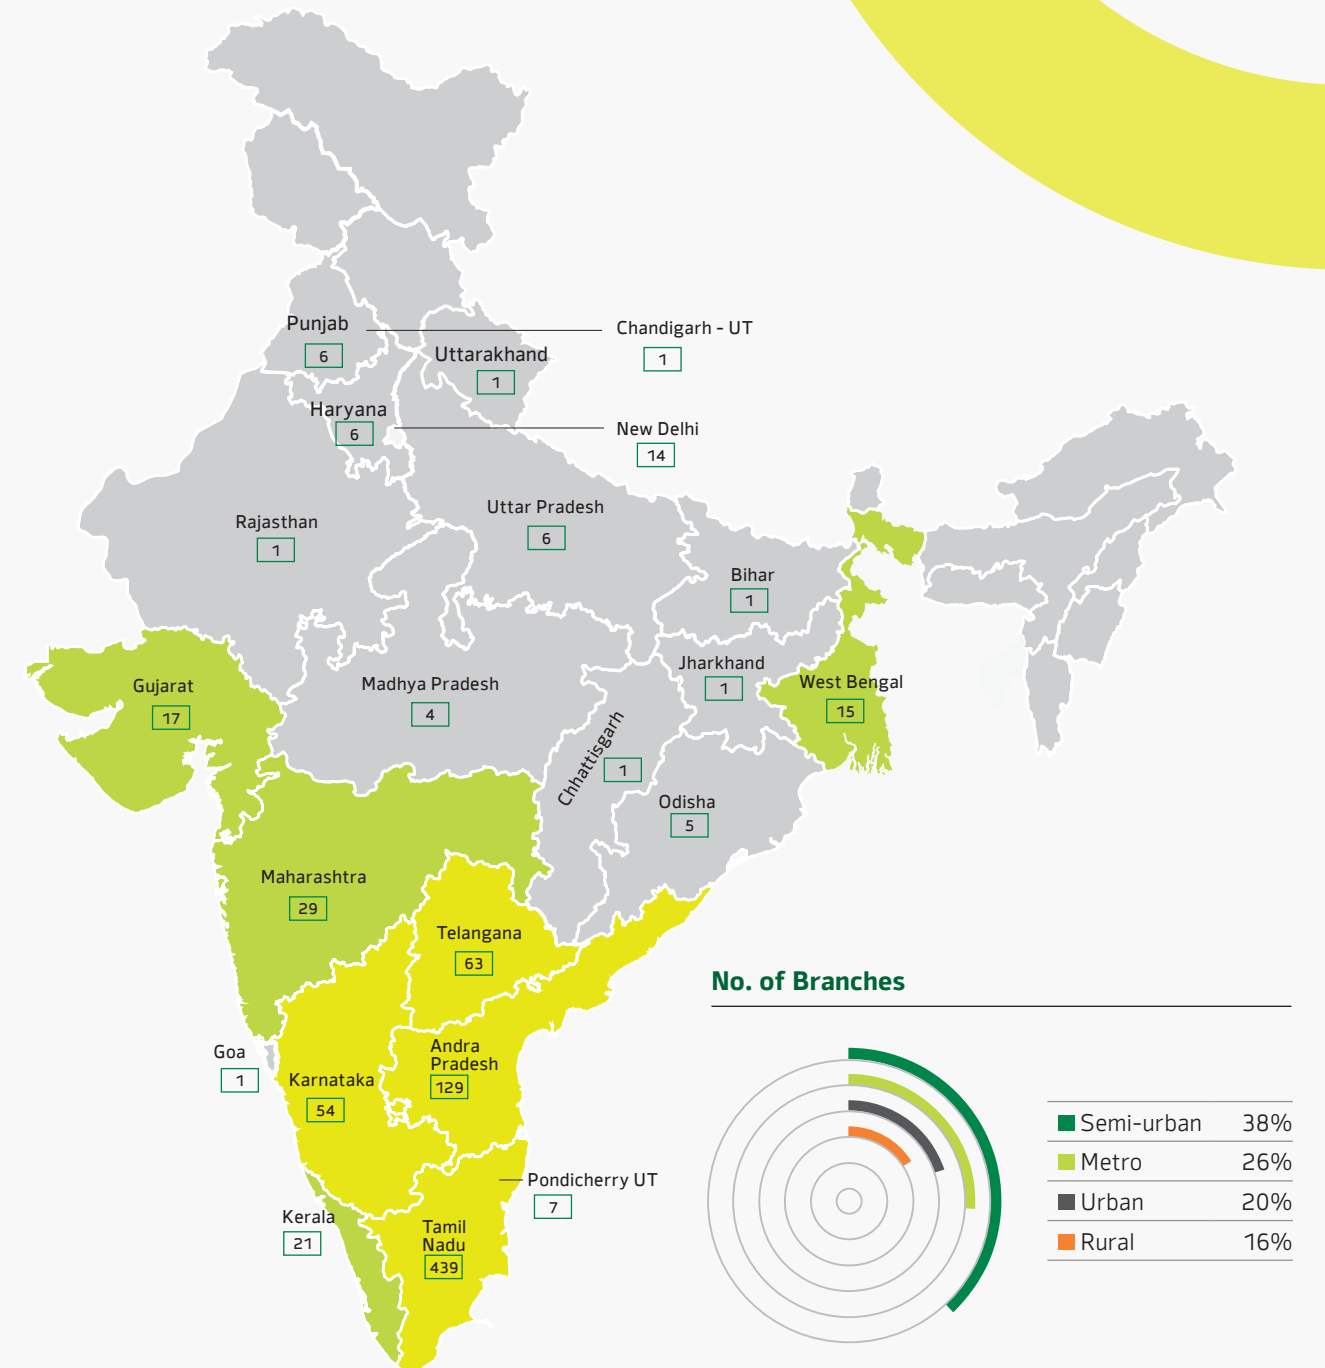 Punjab
6
Chandigarh - UT
1
Uttarakhand
1
Haryana
6
New Delhi
14
Rajasthan
1
Uttar Pradesh
6
Bihar
1
Jharkhand
1
West Bengal
15
Gujarat
17
Madhya Pradesh
4
Chhattisgarh
1
Odisha
5
Maharashtra
29
Telangana
63
Andra
Pradesh
129
Goa
1
Karnataka
54
Pondicherry UT
7
Kerala
21
Tamil
Nadu
439
No. of Branches
Semi-urban 38%
Metro 26%
Urban 20%
Rural 16%